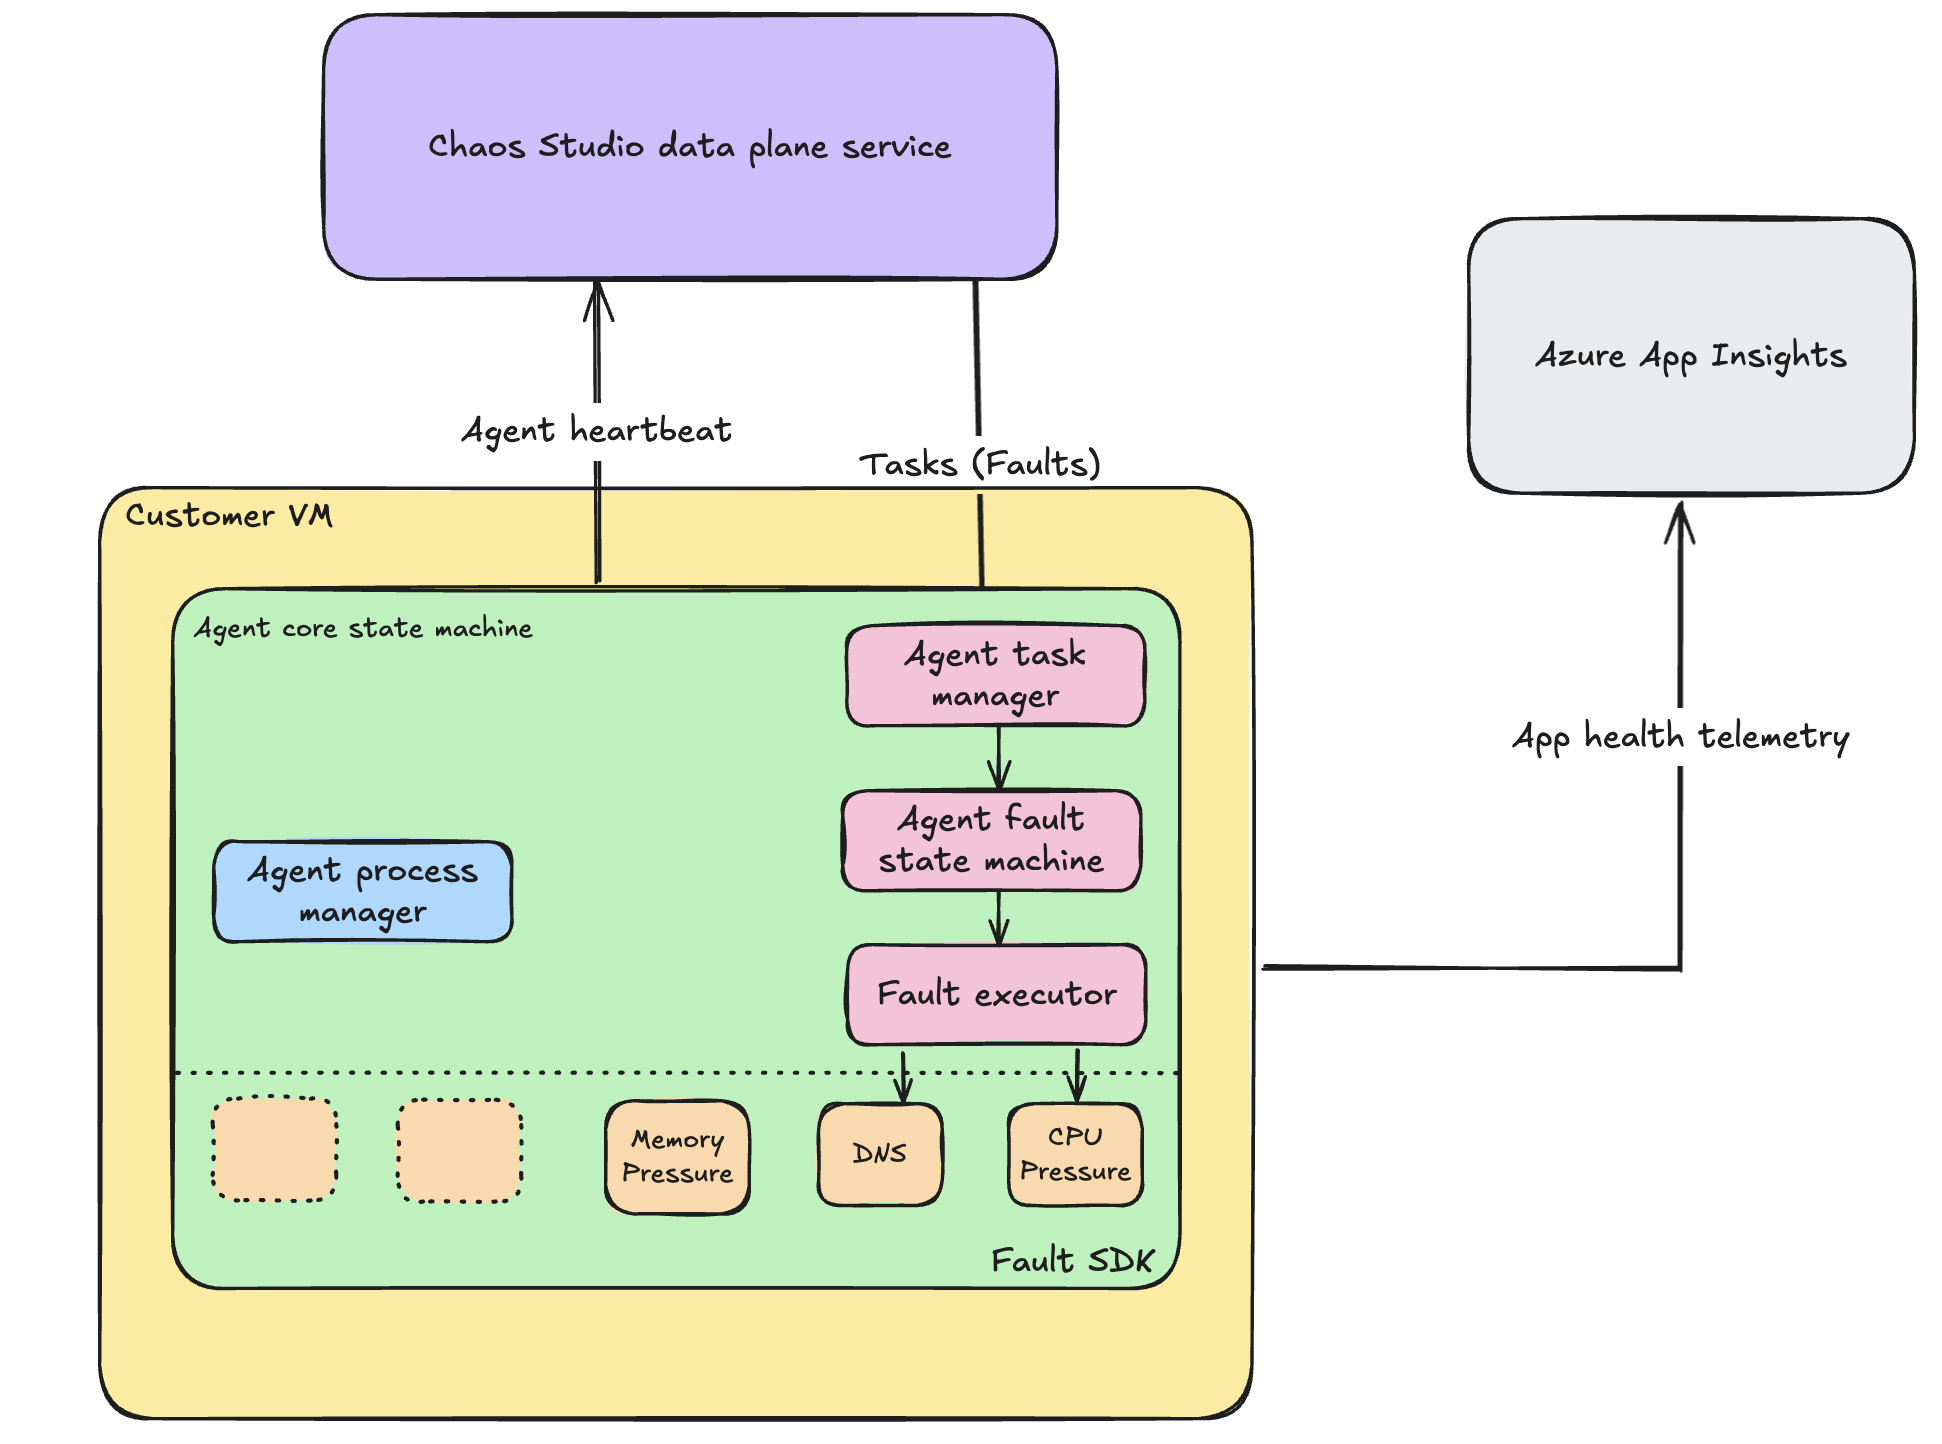 Chaos Studio data plane service
Azure App Insights
Agent heartbeat
Tasks (Faults)
Customer VM
Agent core state machine
Agent task
manager
App health telemetry
Agent fault
state machine
Agent process
manager
Fault executor
Memory
Pressure
DNS
CPU
Pressure
Fault SDK